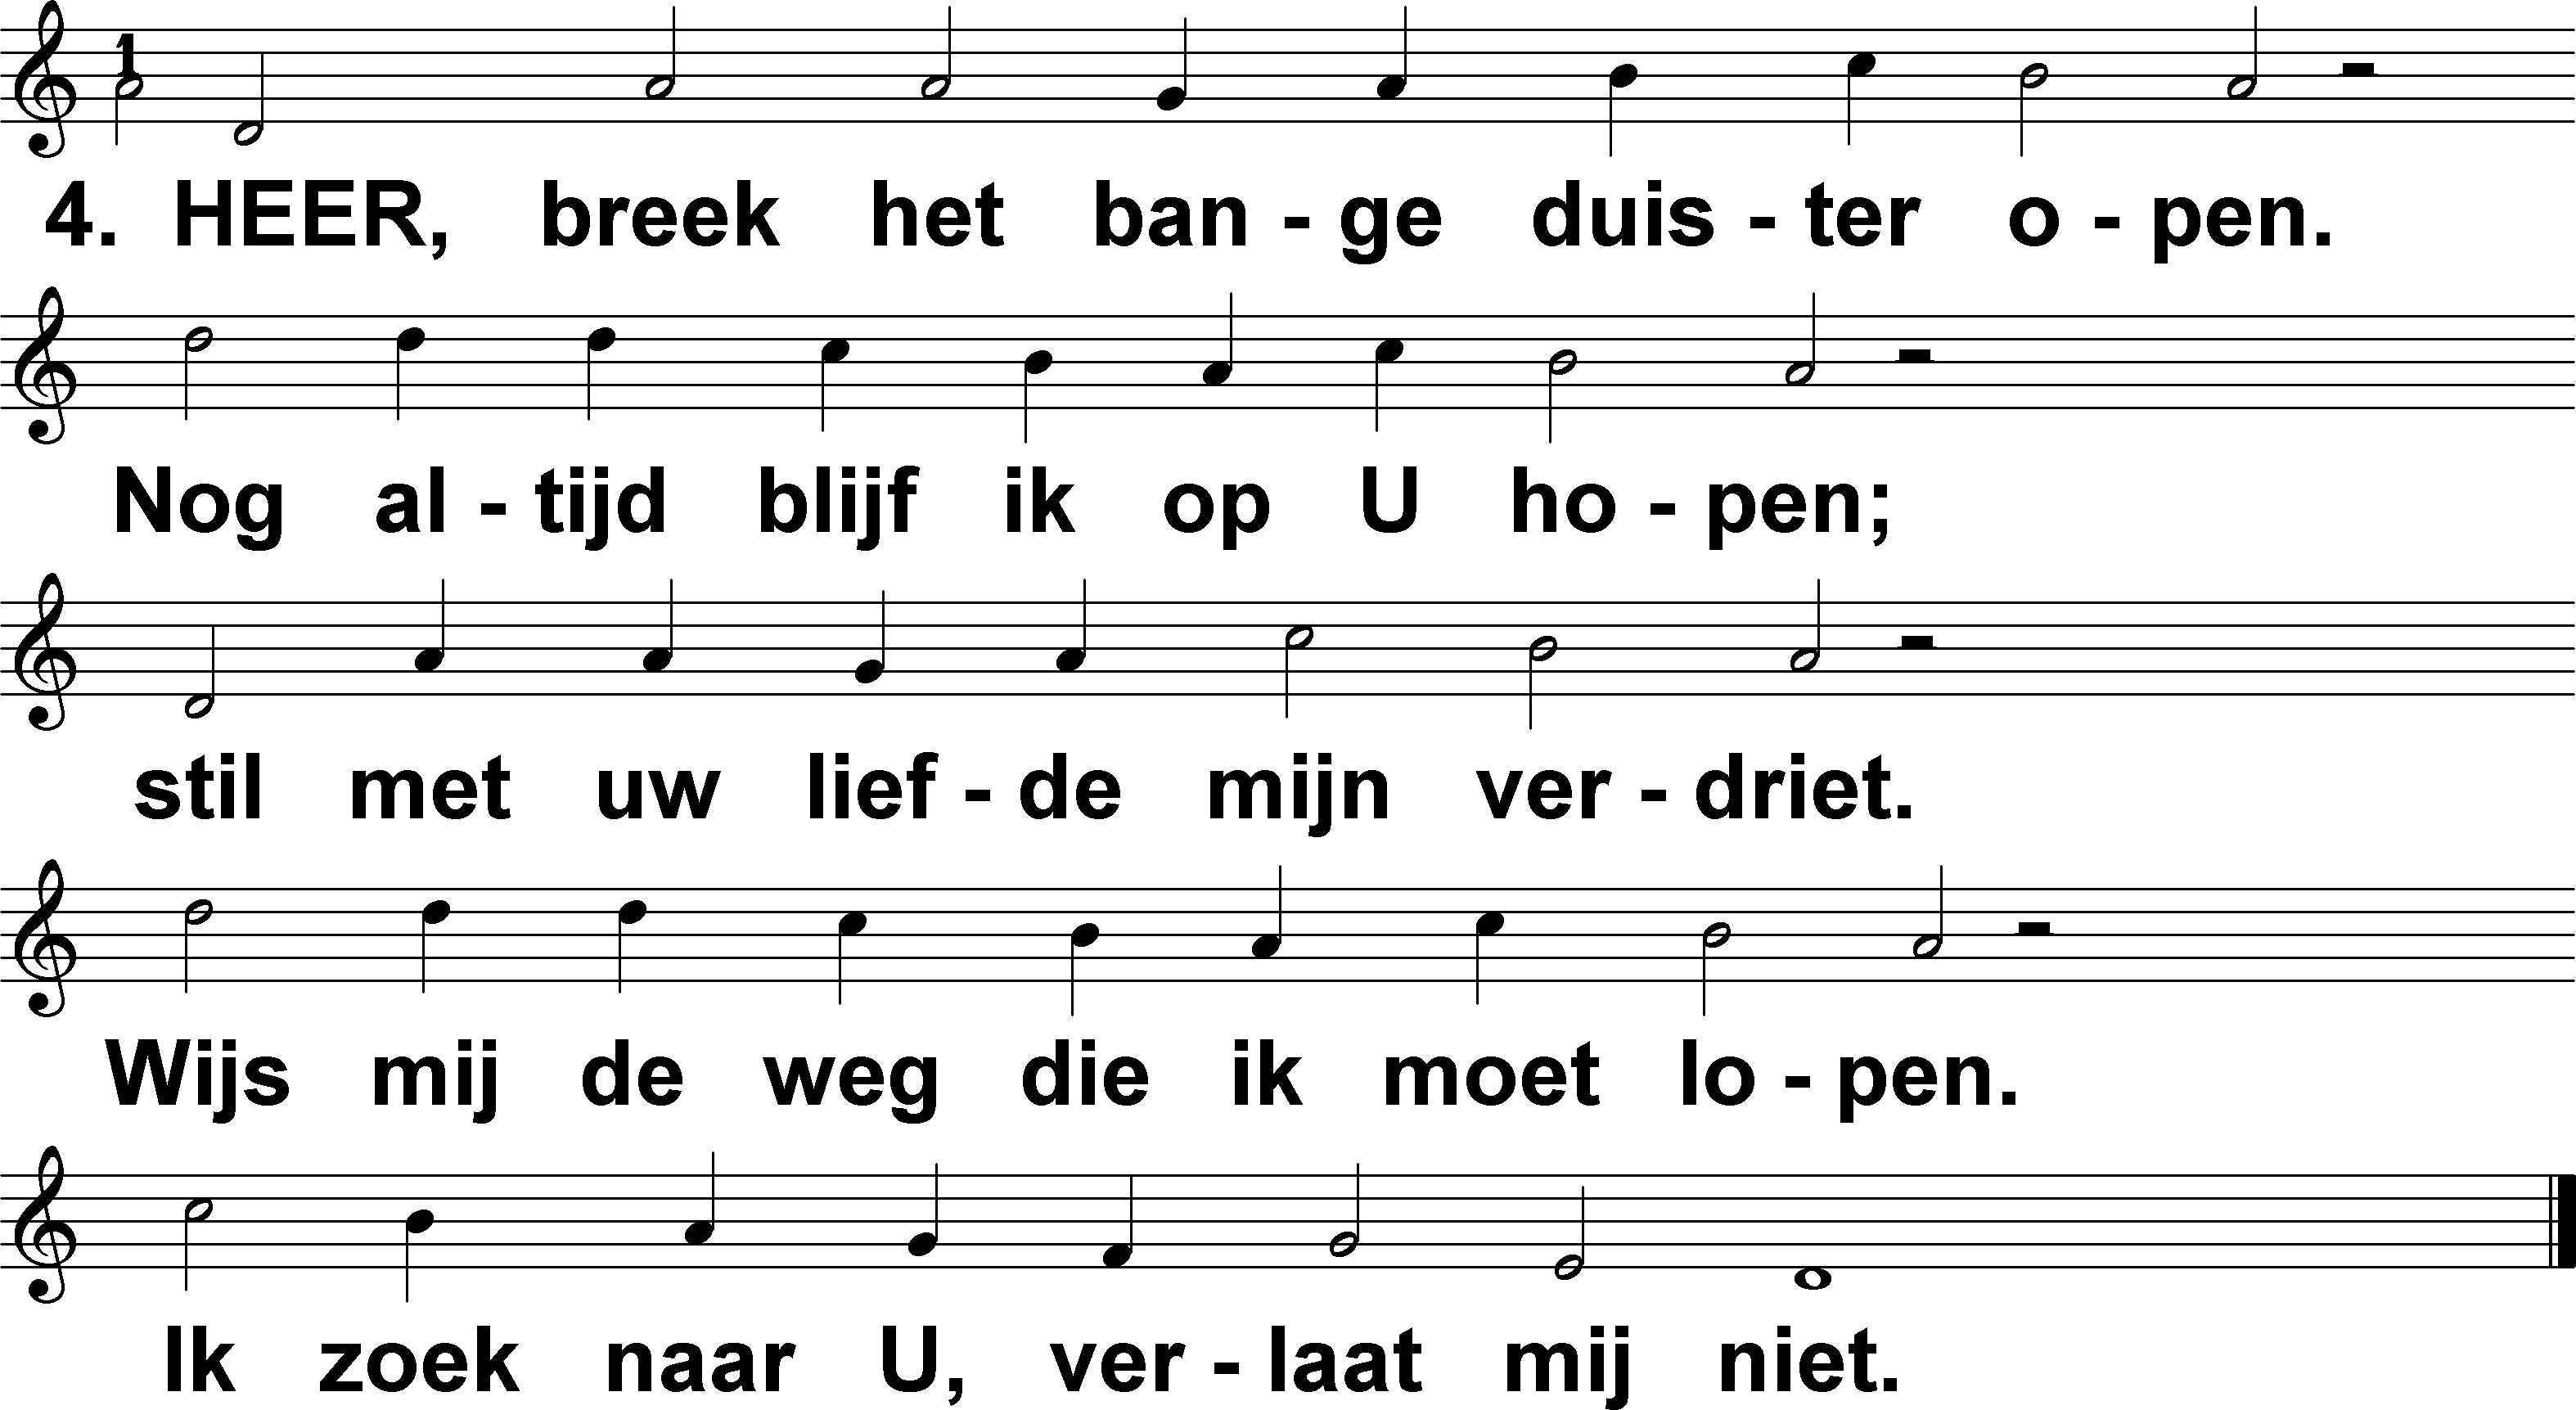 1
4. HEER, breek het ban - ge duis - ter o - pen.
Nog al - tijd blijf ik op U ho - pen;
stil met uw lief - de mijn ver - driet.
Wijs mij de weg die ik moet lo - pen.
Ik zoek naar U, ver - laat mij niet.